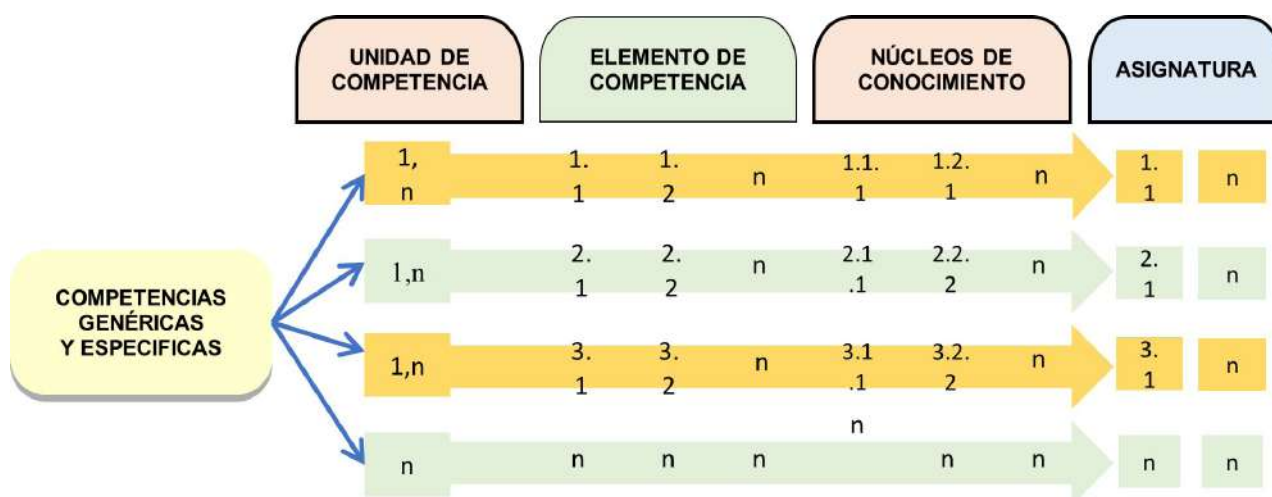 UNIDAD DE
COMPETENCIA
ELEMENTO DE
COMPETENCIA
NÚCLEOS DE
CONOCIMIENTO
ASIGNATURA
COMPETENCIAS
GENÉRICAS
Y ESPECIFICAS
1,
n
1.
1
1.
2
n
1.1.
1
1.2.
1
n
1.
1
n
1,n
2.
1
2.
2
n
2.1
.1
2.2.
2
n
2.
1
n
1,n
3.
1
3.
2
n
3.1
.1
3.2.
2
n
3.
1
n
n
n
n
n
n
n
n
n
n